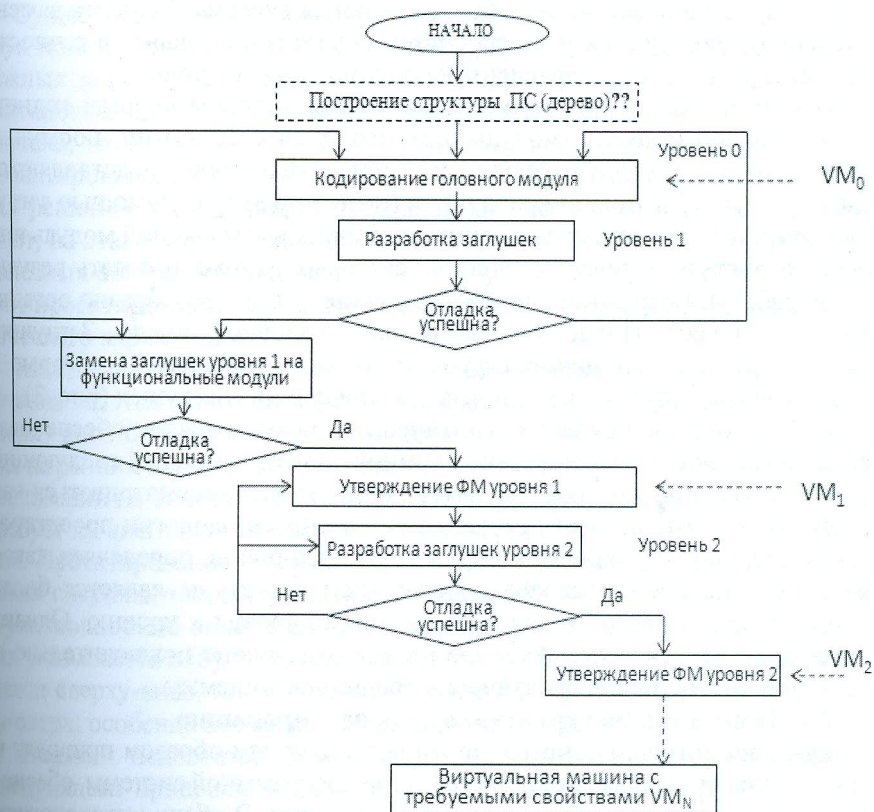 НАЧАЛО
Построение структуры ПС (дерево)??
Уровень 0
Кодирование головного модуля
VM0
Разработка заглушек
Уровень 1
Отладка
успешна?
Замена заглушек уровня 1 на
функциональные модули
Нет
Да
Отладка
успешна?
Утверждение ФМ уровня 1
VM1
Разработка заглушек уровня 2
Уровень 2
Нет
Да
Отладка
успешна?
Утверждение ФМ уровня 2
VM2
Виртуальная машина с
требуемыми свойствами VMN